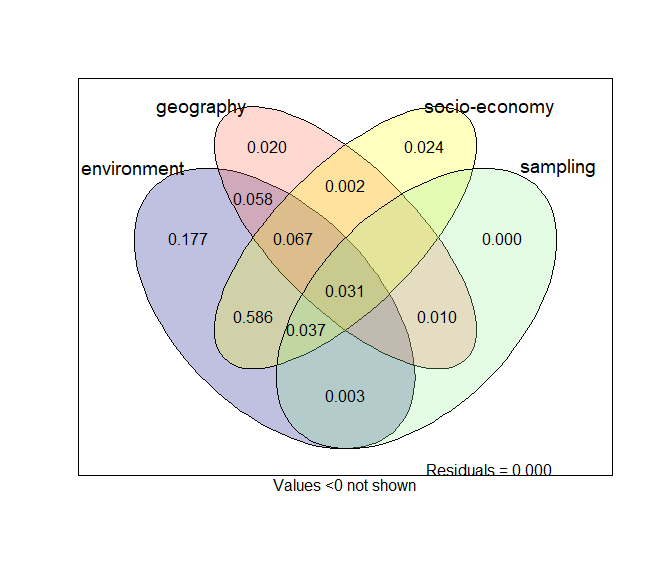 geography
socio-economy
environment
sampling
0.020
0.024
0.002
0.058
0.177
0.067
0.000
0.031
0.586
0.037
0.010
0.003
Residuals = 0.000
Values <0 not shown